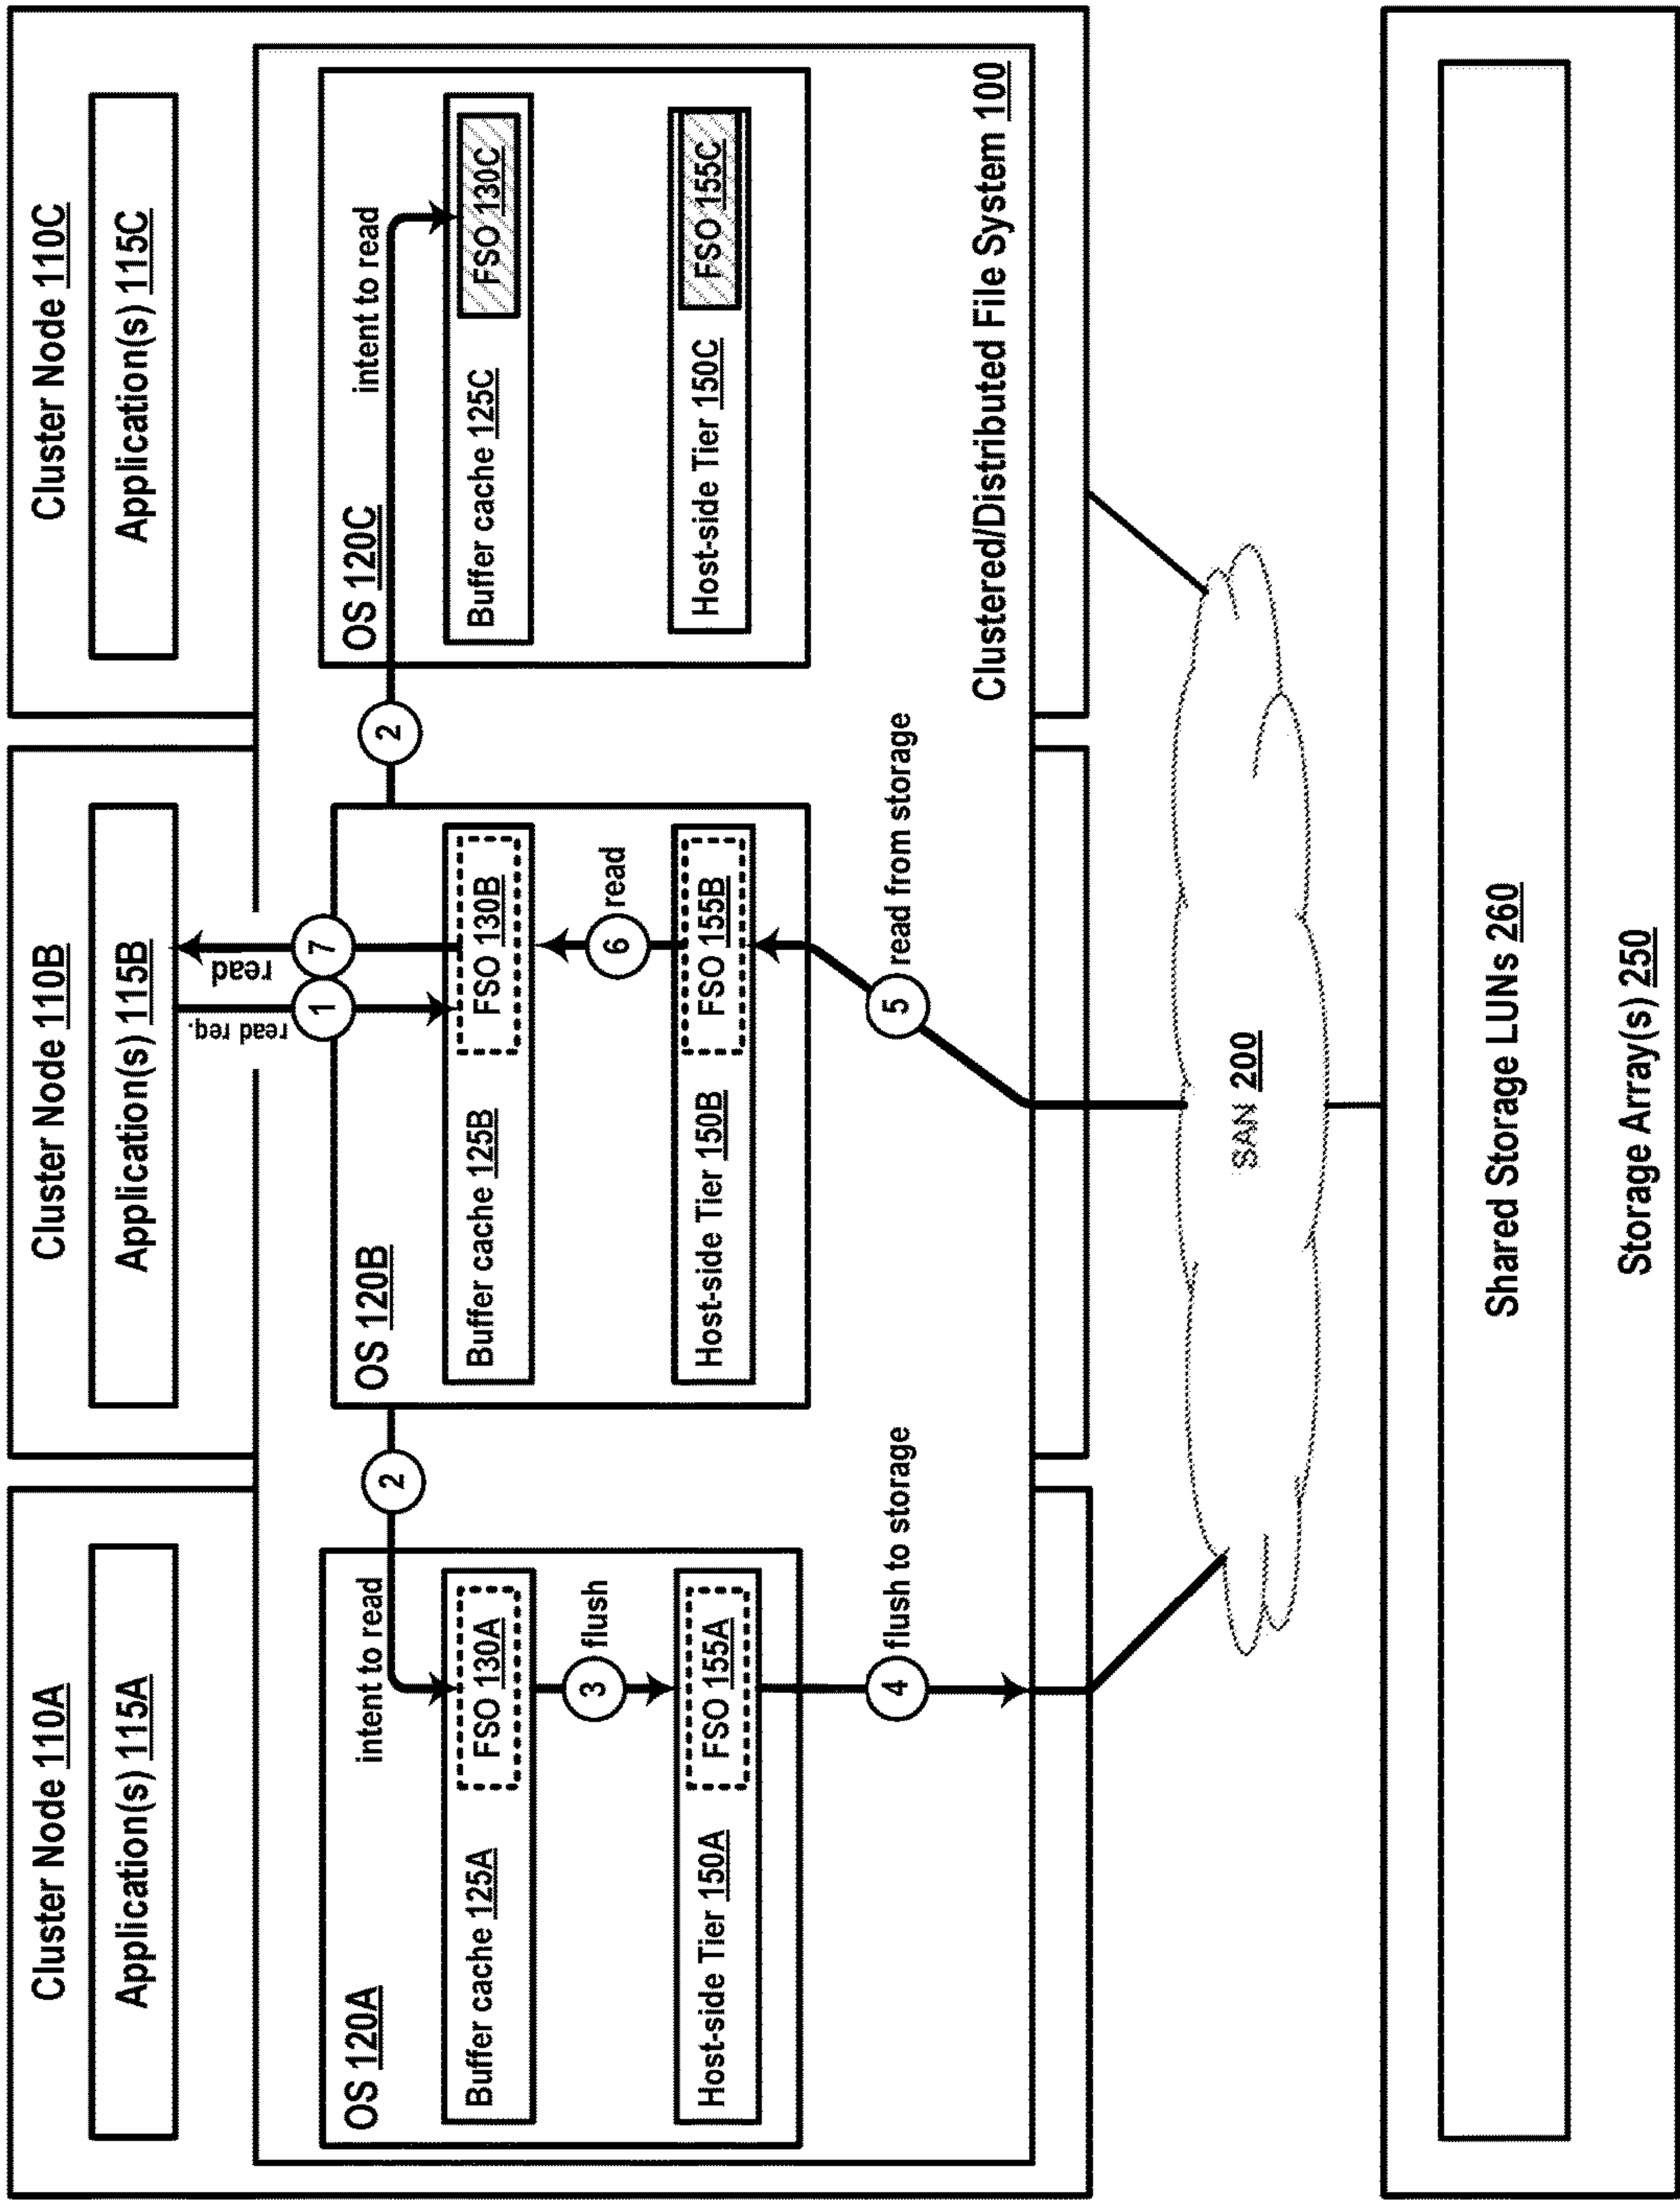 Cluster Node 110A
Application(s) 115A
OS 120A
intent to read
Buffer cache 125A
FSO 130A
3
flush
Host-side Tier 150A
FSO 155A
4
flush to storage
2
Cluster Node 110B
Application(s) 115B
read req.
1
7
read
OS 120B
Buffer cache 125B
FSO 130B
6
read
Host-side Tier 150B
FSO 155B
5
read from storage
2
Cluster Node 110C
Application(s) 115C
OS 120C
intent to read
Buffer cache 125C
FSO 130C
Host-side Tier 150C
FSO 155C
Clustered/Distributed File System 100
SAN 200
Shared Storage LUNs 260
Storage Array(s) 250